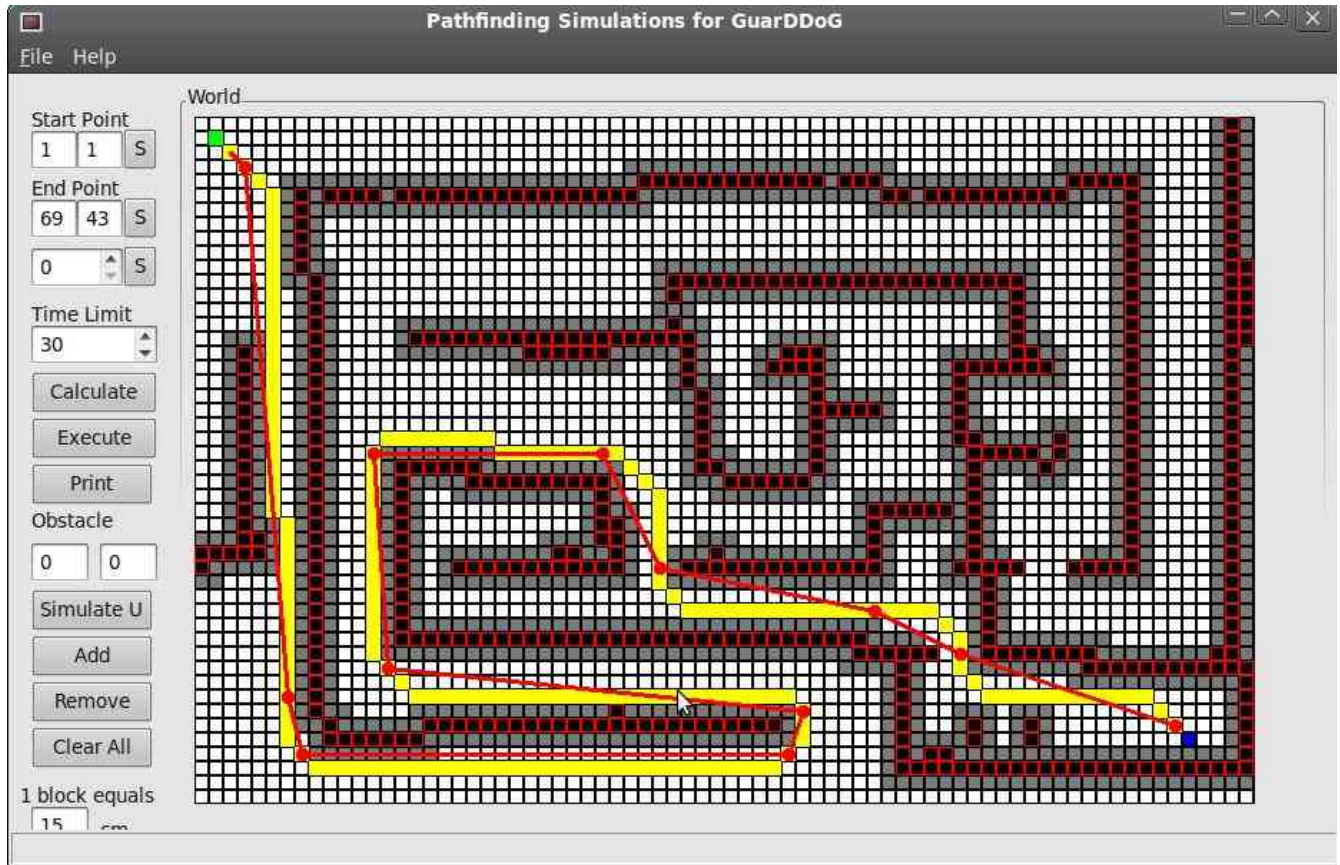 Pathfinding Simulations for GuarDDoG
File Help
World
Start Point
1 1 S
End Point
69 43 S
0 S
Time Limit
30
Calculate
Execute
Print
Obstacle
0 0
Simulate U
Add
Remove
Clear All
1 block equals
15 cm